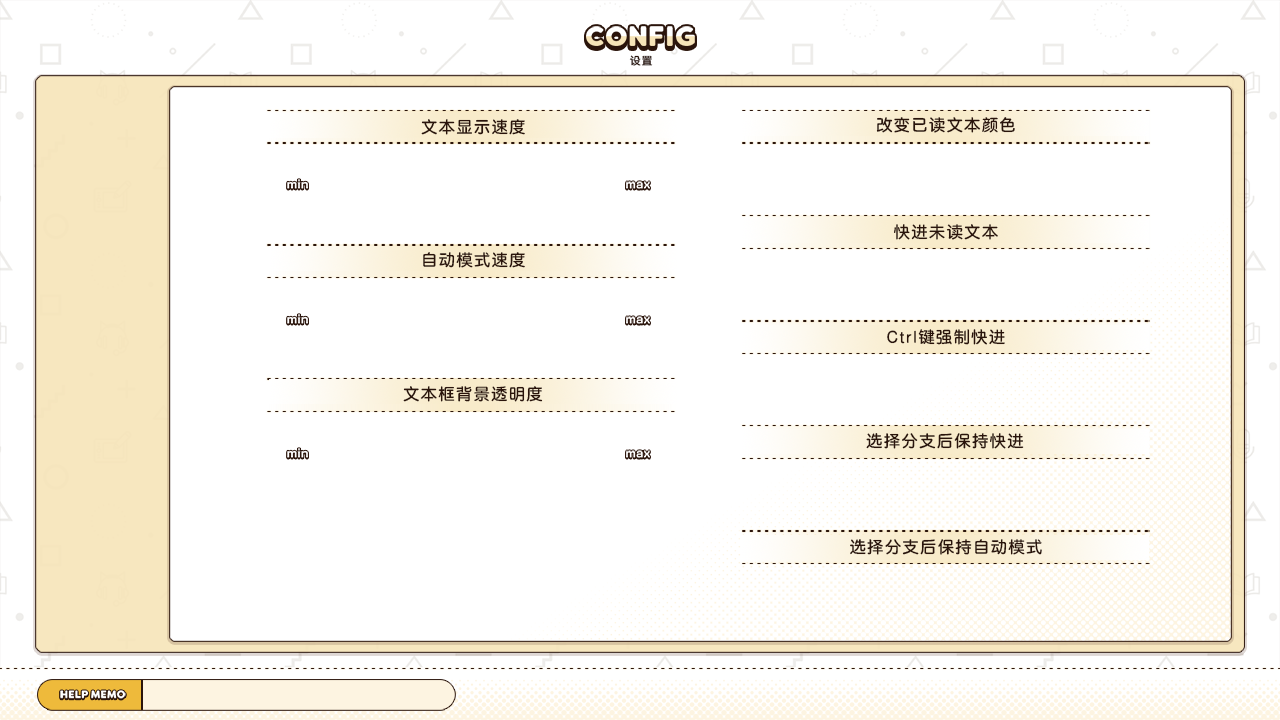 CONFIG
设置
文本显示速度
min
max
自动模式速度
min
max
文本框背景透明度
min
max
改变已读文本颜色
快进未读文本
Ctrl键强制快进
选择分支后保持快进
选择分支后保持自动模式
HELP MEMO